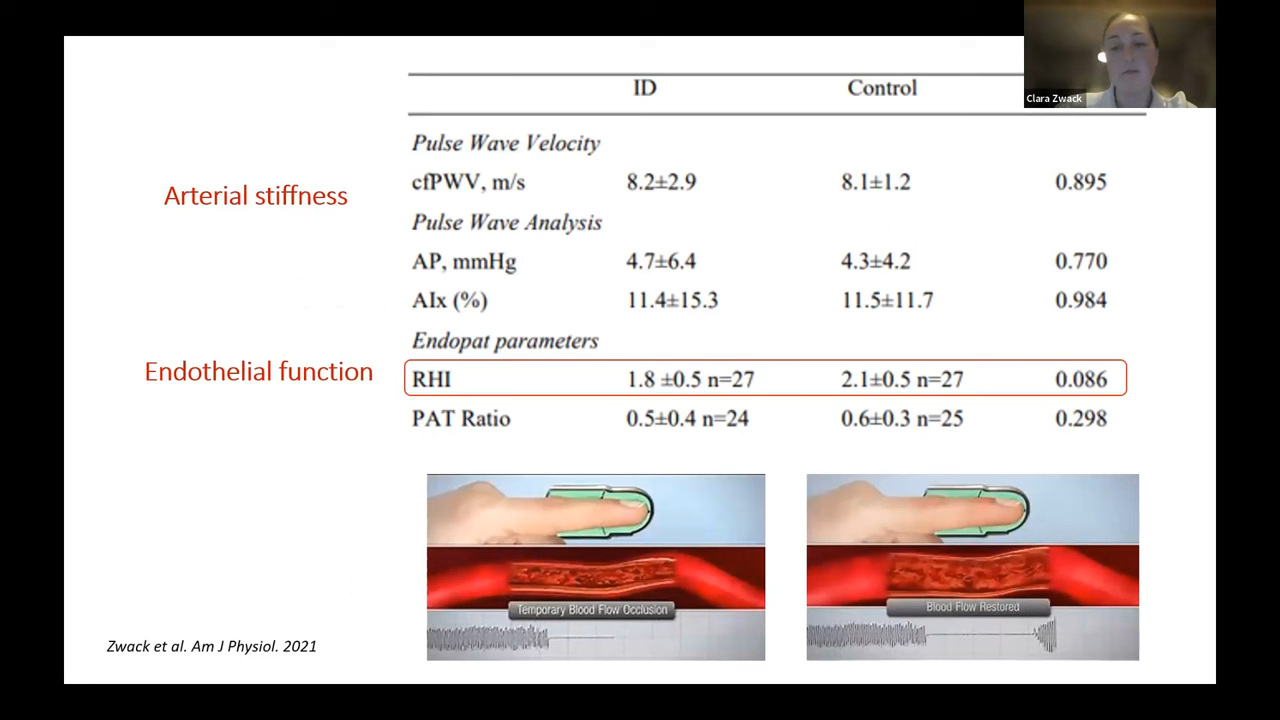 Clara Zwack
ID Control
Pulse Wave Velocity
Arterial stiffness
cfPWV, m/s 8.2±2.9 8.1±1.2 0.895
Pulse Wave Analysis
AP, mmHg 4.7±6.4 4.3±4.2 0.770
AIx (%) 11.4±15.3 11.5±11.7 0.984
Endopat parameters
Endothelial function
RHI 1.8 ±0.5 n=27 2.1±0.5 n=27 0.086
PAT Ratio 0.5±0.4 n=24 0.6±0.3 n=25 0.298
Temporary Blood Flow Occlusion
Blood Flow Restored
Zwack et al. Am J Physiol. 2021